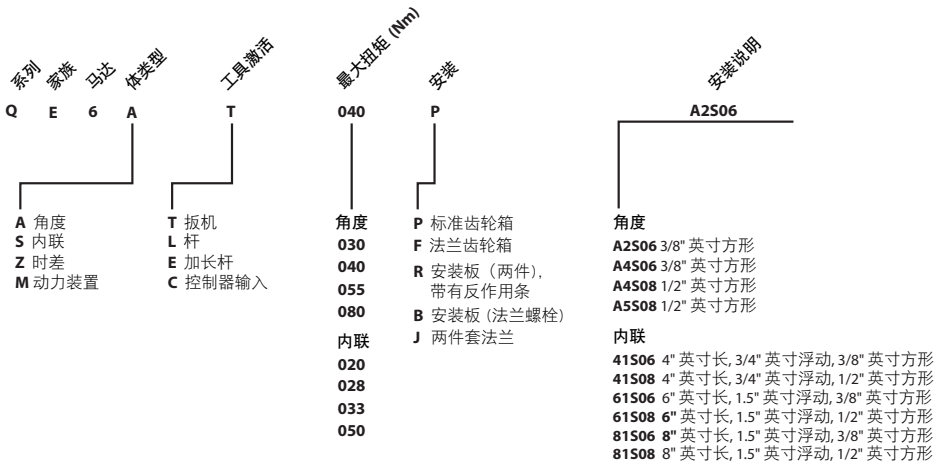 系列 家族 马达 体类型 工具激活 最大扭矩 (Nm) 安装 安装说明
Q E 6 A T 040 P A2S06
A 角度
S 内联
Z 时差
M 动力装置
T 扳机
L 杆
E 加长杆
C 控制器输入
角度
030
040
055
080
内联
020
028
033
050
P 标准齿轮箱
F 法兰齿轮箱
R 安装板（两件），
带有反作用条
B 安装板 (法兰螺栓)
J 两件套法兰
角度
A2S06 3/8" 英寸方形
A4S06 3/8" 英寸方形
A4S08 1/2" 英寸方形
A5S08 1/2" 英寸方形
内联
41S06 4" 英寸长, 3/4" 英寸浮动, 3/8" 英寸方形
41S08 4" 英寸长, 3/4" 英寸浮动, 1/2" 英寸方形
61S06 6" 英寸长, 1.5" 英寸浮动, 3/8" 英寸方形
61S08 6" 英寸长, 1.5" 英寸浮动, 1/2" 英寸方形
81S06 8" 英寸长, 1.5" 英寸浮动, 3/8" 英寸方形
81S08 8" 英寸长, 1.5" 英寸浮动, 1/2" 英寸方形